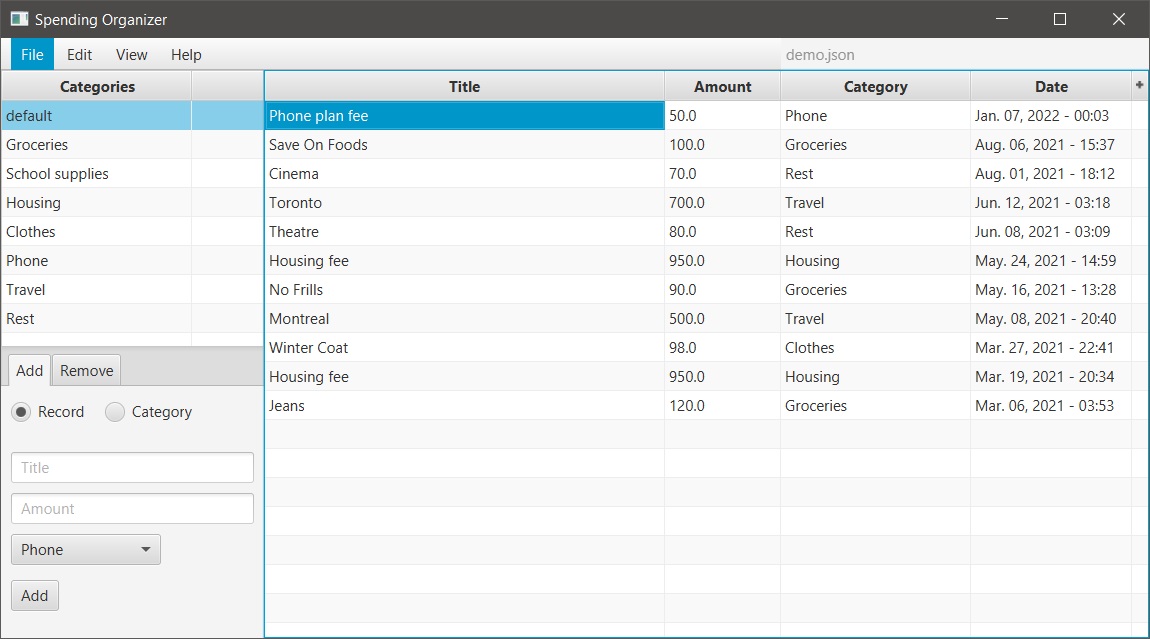 Spending Organizer
File Edit View Help demo.json
Categories Title Amount Category Date +
default
Groceries
School supplies
Housing
Clothes
Phone
Travel
Rest
Phone plan fee 50.0 Phone Jan. 07, 2022 - 00:03
Save On Foods 100.0 Groceries Aug. 06, 2021 - 15:37
Cinema 70.0 Rest Aug. 01, 2021 - 18:12
Toronto 700.0 Travel Jun. 12, 2021 - 03:18
Theatre 80.0 Rest Jun. 08, 2021 - 03:09
Housing fee 950.0 Housing May. 24, 2021 - 14:59
No Frills 90.0 Groceries May. 16, 2021 - 13:28
Montreal 500.0 Travel May. 08, 2021 - 20:40
Winter Coat 98.0 Clothes Mar. 27, 2021 - 22:41
Housing fee 950.0 Housing Mar. 19, 2021 - 20:34
Jeans 120.0 Groceries Mar. 06, 2021 - 03:53
Add Remove
Record Category
Title
Amount
Phone
Add